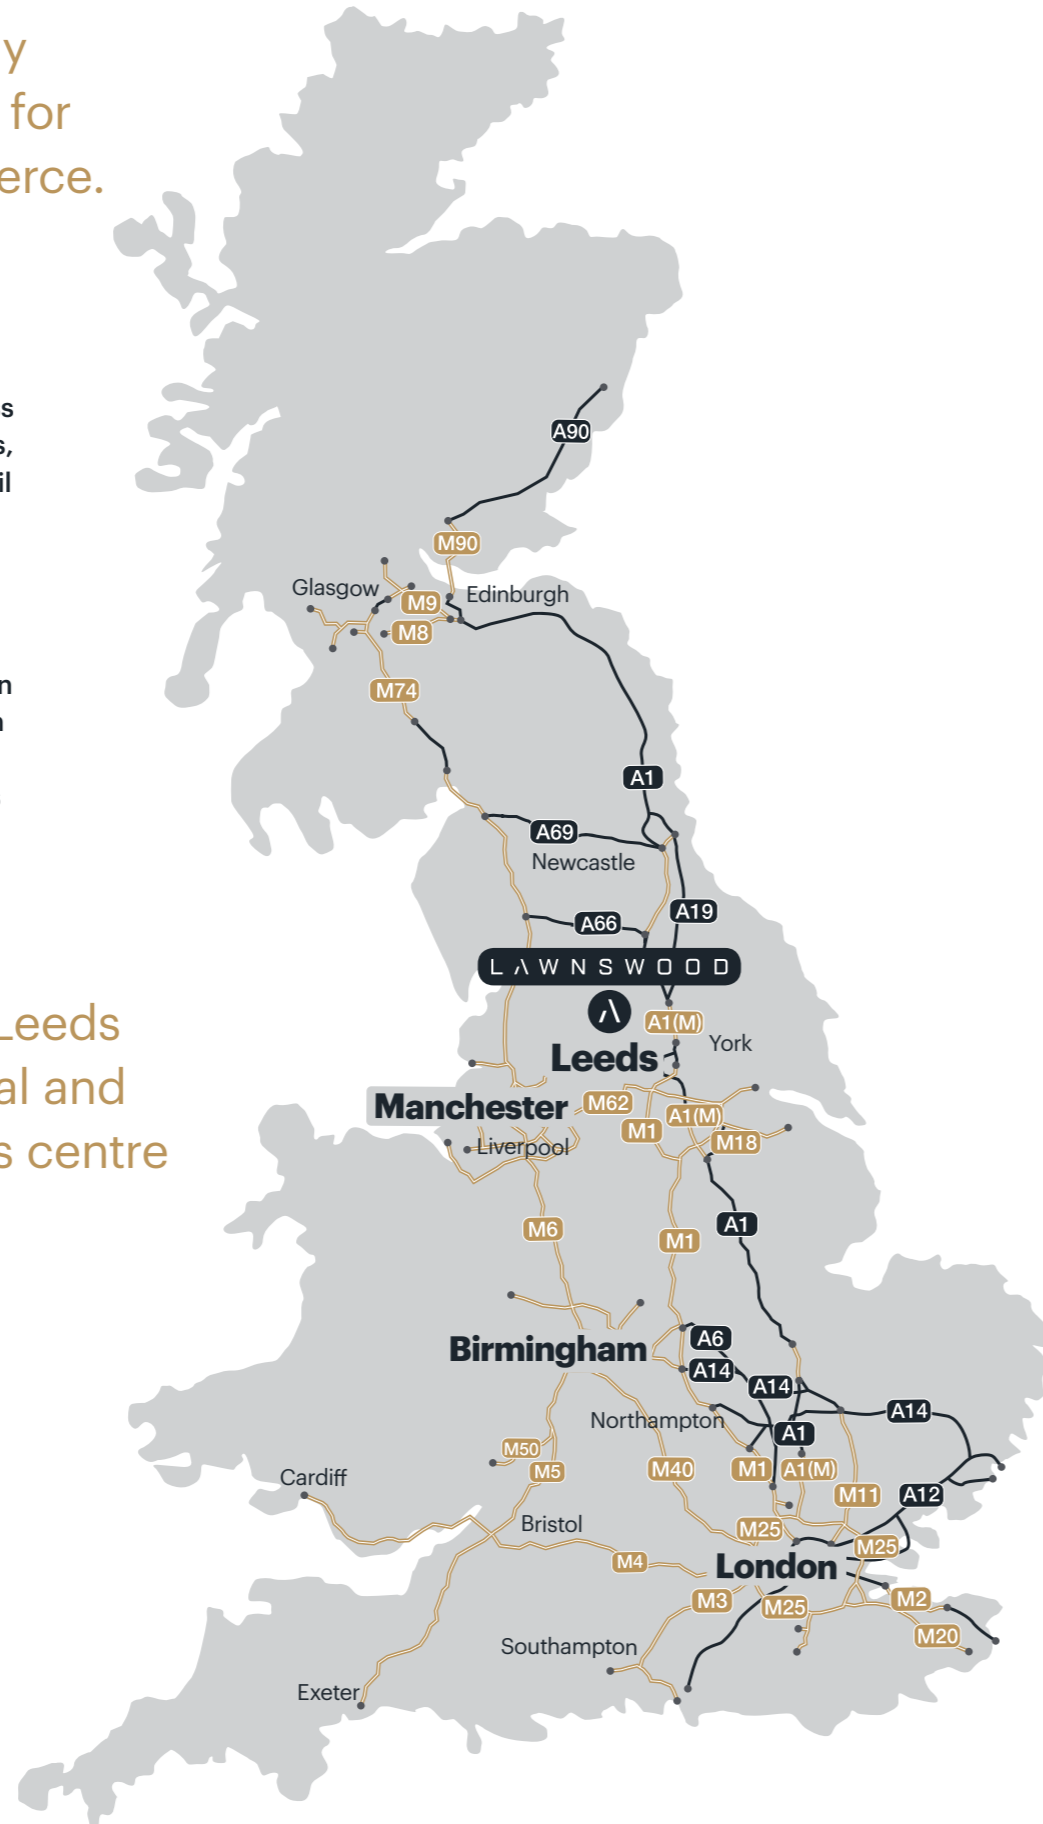 y
for
erce.
s
s,
il
n
n
Leeds
al and
s centre
A90
M90
Glasgow
Edinburgh
M9
M8
M74
A1
A69
Newcastle
A19
A66
LAWNSWOOD
A1(M)
York
Leeds
Manchester
M62
A1(M)
M1
M18
Liverpool
A1
M6
M1
A6
Birmingham
A14
A14
A14
Northampton
A1
M50
M5
M40
M1
A1(M)
Cardiff
M11
A12
Bristol
M25
M25
M4
London
M3
M25
M2
M20
Southampton
Exeter